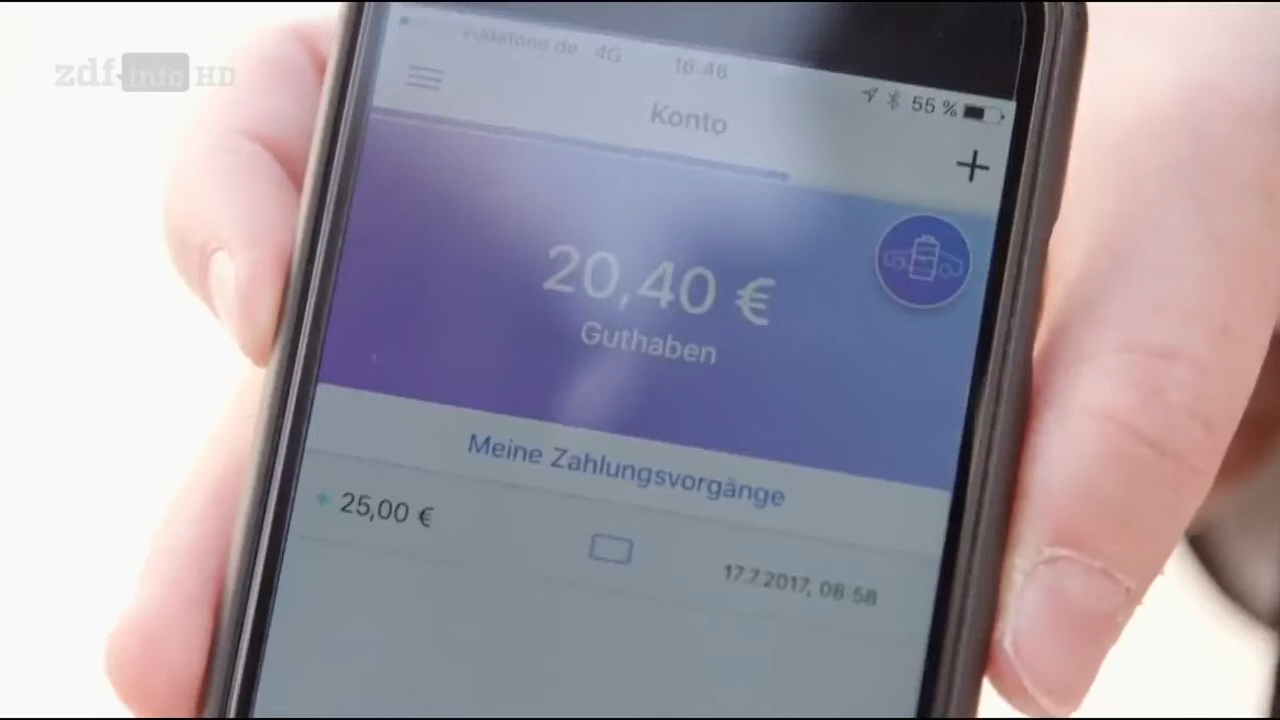 zdf info HD
vodafone.de 4G 16:46
55 %
Konto
+
20,40 €
Guthaben
Meine Zahlungsvorgänge
+ 25,00 €
17.7.2017, 08:58